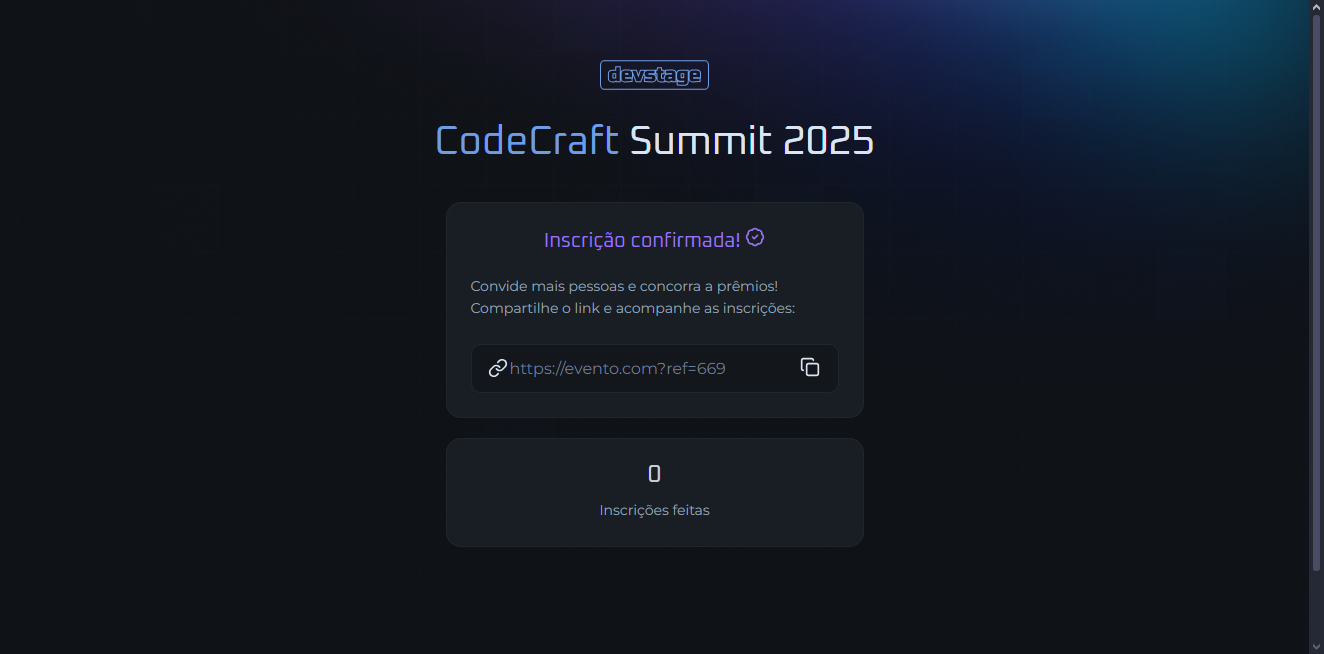 devstage
CodeCraft Summit 2025
Inscrição confirmada!
Convide mais pessoas e concorra a prêmios!
Compartilhe o link e acompanhe as inscrições:
https://evento.com?ref=669
0
Inscrições feitas